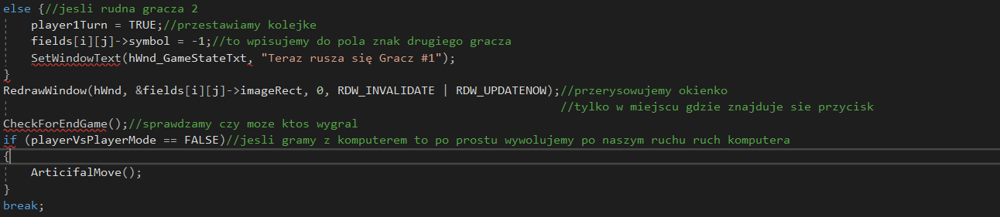 else {//jesli rudna gracza 2
player1Turn = TRUE;//przestawiamy kolejke
fields[i][j]->symbol = -1;//to wpisujemy do pola znak drugiego gracza
SetWindowText(hWnd_GameStateTxt, "Teraz rusza się Gracz #1");
}
RedrawWindow(hWnd, &fields[i][j]->imageRect, 0, RDW_INVALIDATE | RDW_UPDATENOW);//przerysowujemy okienko
//tylko w miejscu gdzie znajduje sie przycisk
CheckForEndGame();//sprawdzamy czy moze ktos wygral
if (playerVsPlayerMode == FALSE)//jesli gramy z komputerem to po prostu wywolujemy po naszym ruchu ruch komputera
{
ArticifalMove();
}
break;